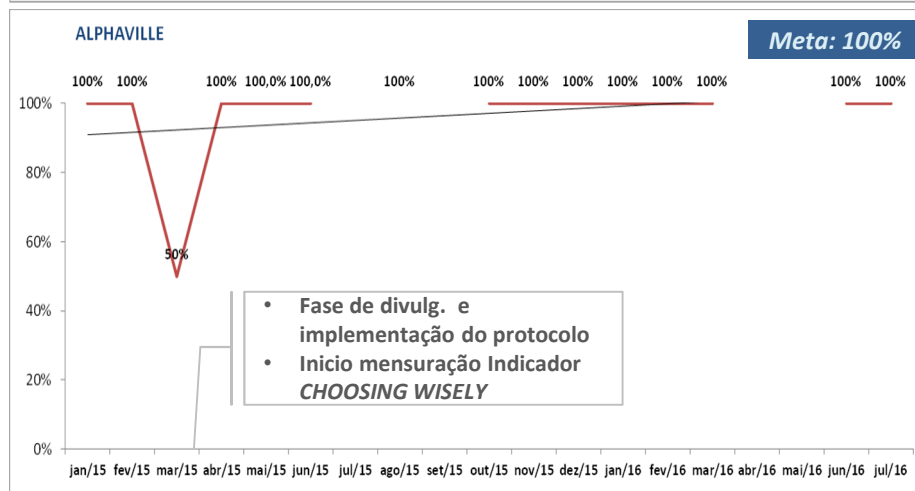 ALPHAVILLE
Meta: 100%
100% 100% 100% 100,0% 100,0% 100% 100% 100% 100% 100% 100% 100% 100% 100%
100%
80%
60%
50%
40%
20%
0%
• Fase de divulg. e
implementação do protocolo
• Inicio mensuração Indicador
CHOOSING WISELY
jan/15 fev/15 mar/15 abr/15 mai/15 jun/15 jul/15 ago/15 set/15 out/15 nov/15 dez/15 jan/16 fev/16 mar/16 abr/16 mai/16 jun/16 jul/16